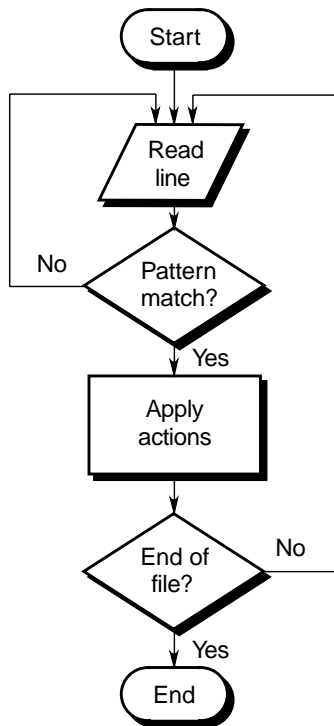 Start
Read
line
No
Pattern
match?
Yes
Apply
actions
End of
file?
No
Yes
End